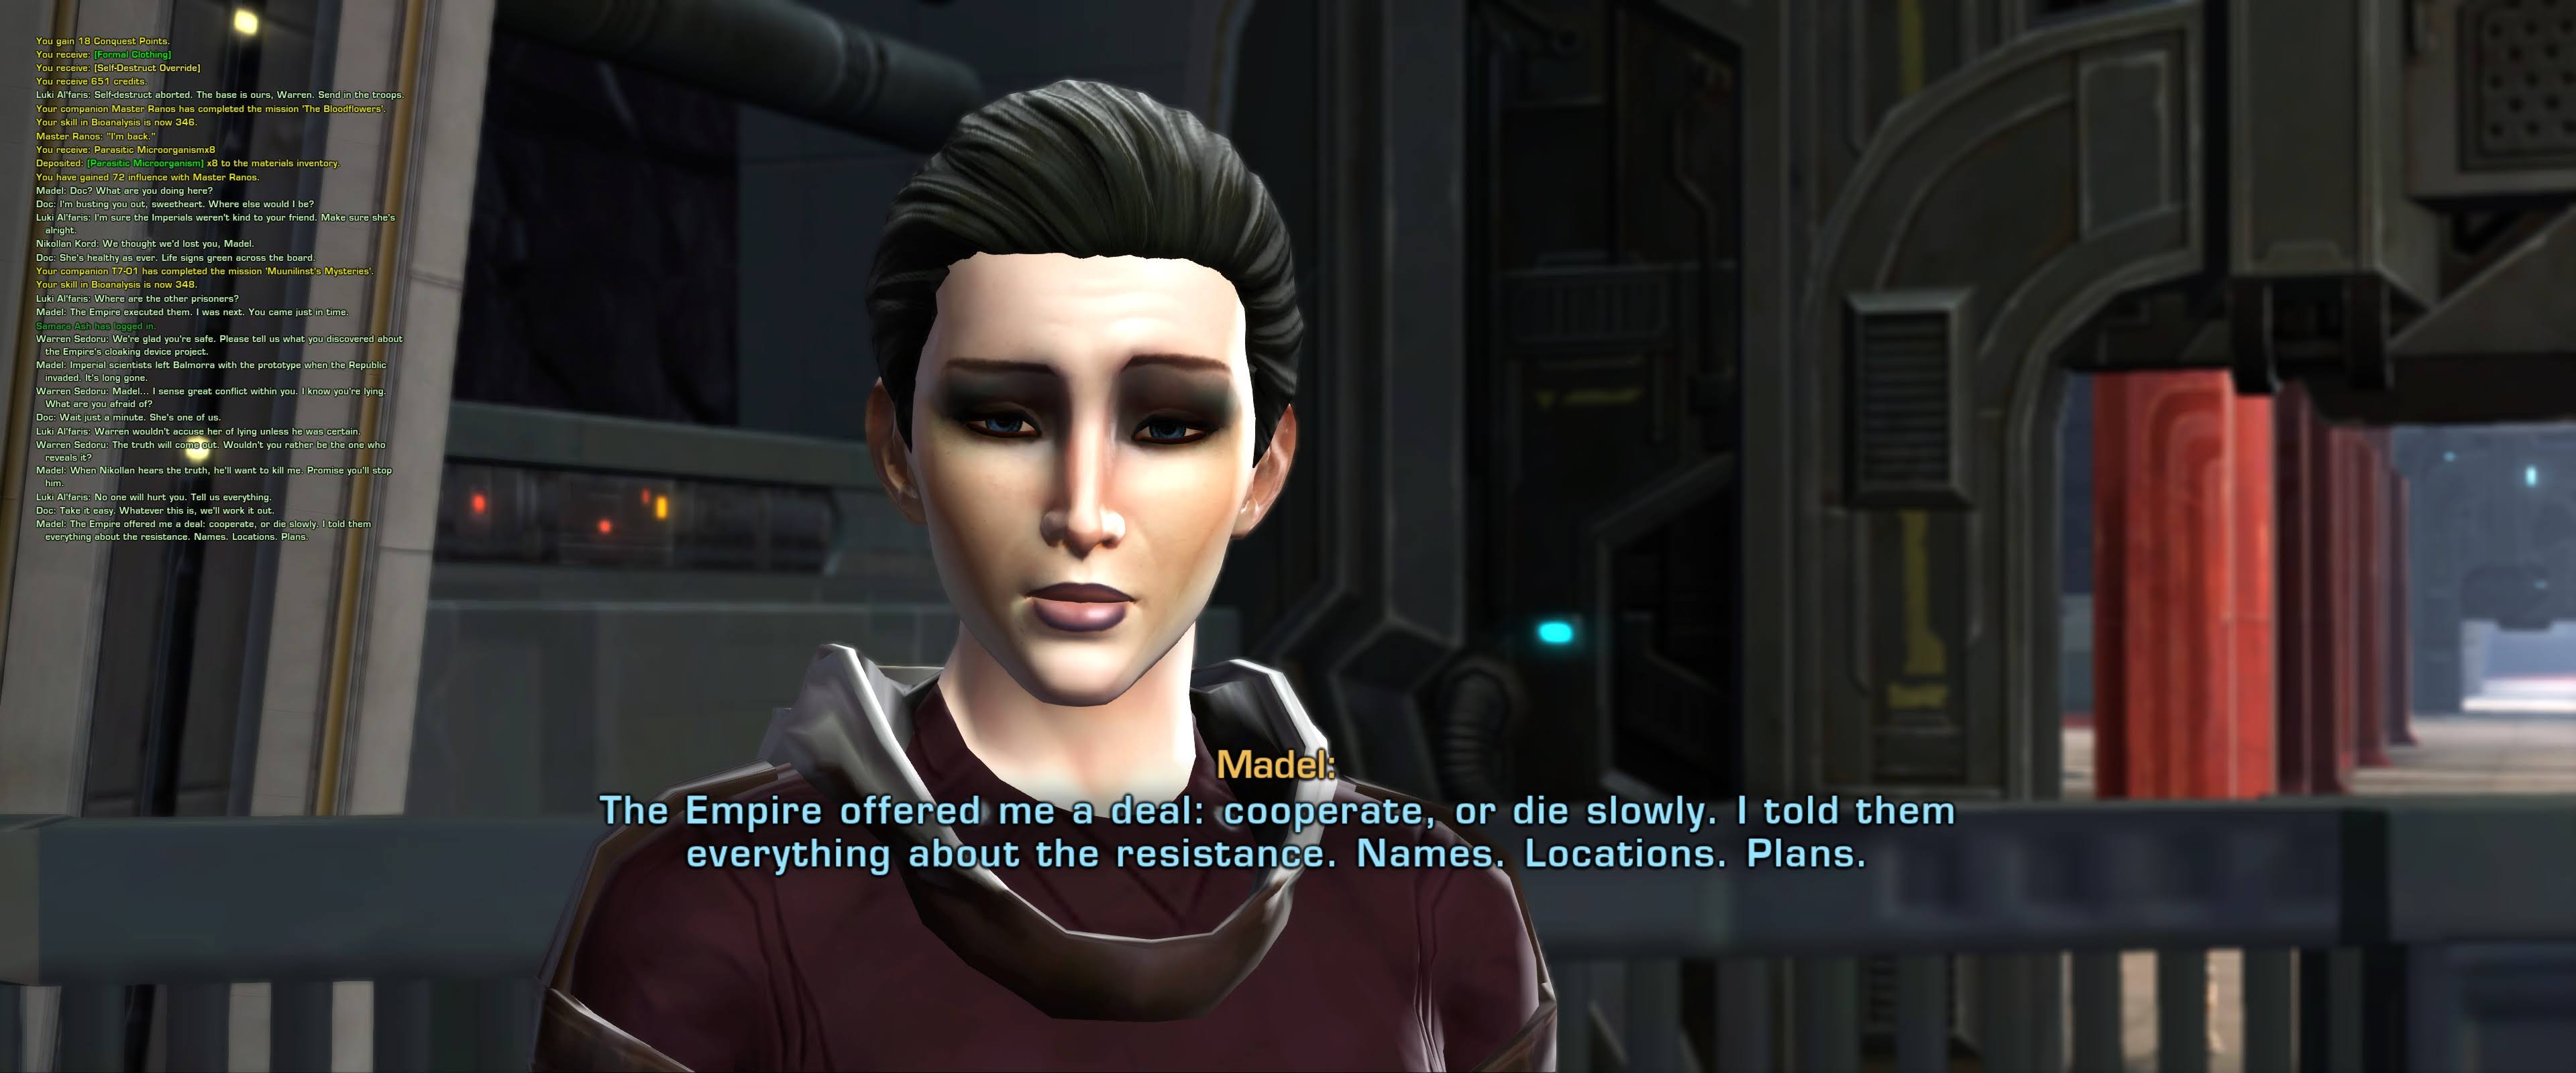 You gain 18 Conquest Points.
You receive: [Formal Clothing]
You receive: [Self-Destruct Override]
You receive 651 credits.
Luki Al'faris: Self-destruct aborted. The base is ours, Warren. Send in the troops.
Your companion Master Ranos has completed the mission 'The Bloodflowers'.
Your skill in Bioanalysis is now 346.
Master Ranos: "I'm back."
You receive: Parasitic Microorganismx8
Deposited: [Parasitic Microorganism] x8 to the materials inventory.
You have gained 72 influence with Master Ranos.
Madel: Doc? What are you doing here?
Doc: I'm busting you out, sweetheart. Where else would I be?
Luki Al'faris: I'm sure the Imperials weren't kind to your friend. Make sure she's
alright.
Nikollan Kord: We thought we'd lost you, Madel.
Doc: She's healthy as ever. Life signs green across the board.
Your companion T7-01 has completed the mission 'Muunilinst's Mysteries'.
Your skill in Bioanalysis is now 348.
Luki Al'faris: Where are the other prisoners?
Madel: The Empire executed them. I was next. You came just in time.
Samara Ash has logged in.
Warren Sedoru: We're glad you're safe. Please tell us what you discovered about
the Empire's cloaking device project.
Madel: Imperial scientists left Balmorra with the prototype when the Republic
invaded. It's long gone.
Warren Sedoru: Madel... I sense great conflict within you. I know you're lying.
What are you afraid of?
Doc: Wait just a minute. She's one of us.
Luki Al'faris: Warren wouldn't accuse her of lying unless he was certain.
Warren Sedoru: The truth will come out. Wouldn't you rather be the one who
reveals it?
Madel: When Nikollan hears the truth, he'll want to kill me. Promise you'll stop
him.
Luki Al'faris: No one will hurt you. Tell us everything.
Doc: Take it easy. Whatever this is, we'll work it out.
Madel: The Empire offered me a deal: cooperate, or die slowly. I told them
everything about the resistance. Names. Locations. Plans.
Madel:
The Empire offered me a deal: cooperate, or die slowly. I told them
everything about the resistance. Names. Locations. Plans.